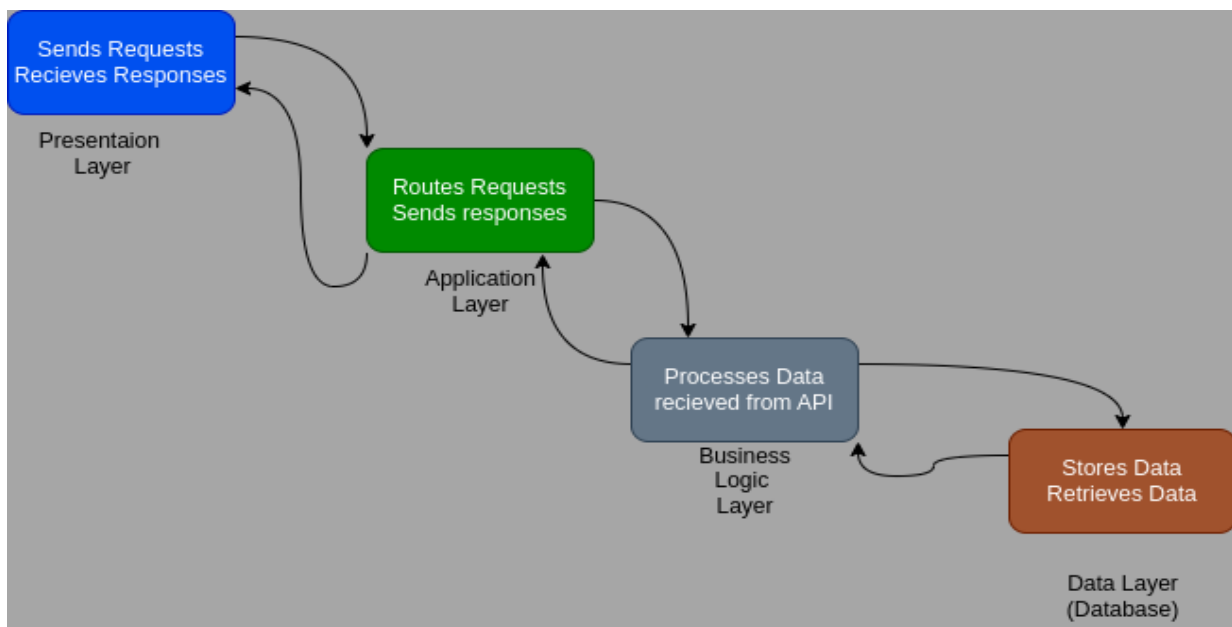 Sends Requests
Recieves Responses
Presentaion
Layer
Routes Requests
Sends responses
Application
Layer
Processes Data
recieved from API
Business
Logic
Layer
Stores Data
Retrieves Data
Data Layer
(Database)